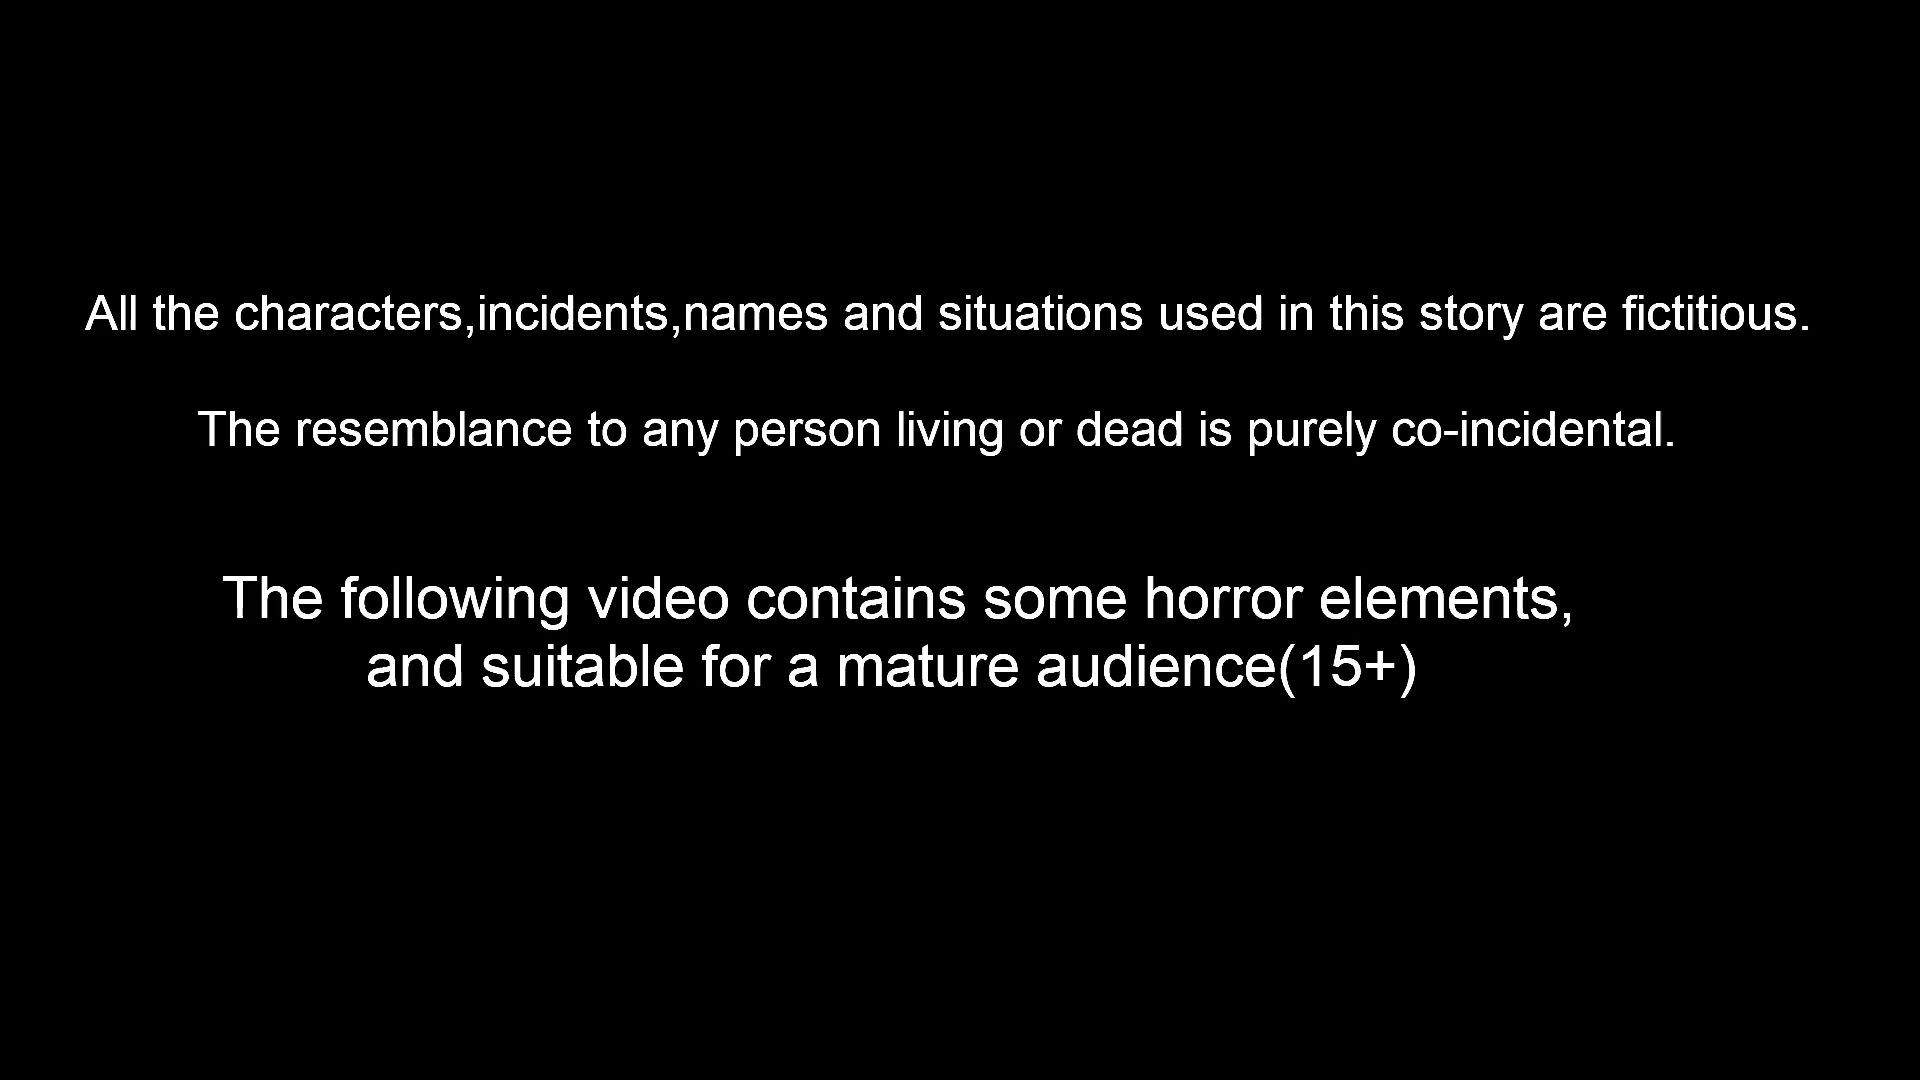 All the characters,incidents,names and situations used in this story are fictitious.
The resemblance to any person living or dead is purely co-incidental.
The following video contains some horror elements,
and suitable for a mature audience(15+)